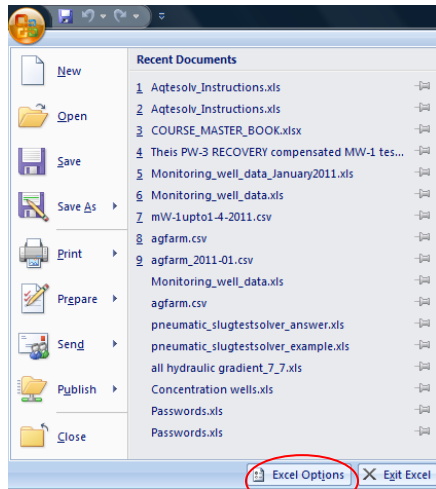 New
Open
Save
Save As
Print
Prepare
Send
Publish
Close
Recent Documents
1 Aqtesolv_Instructions.xls
2 Aqtesolv_Instructions.xls
3 COURSE_MASTER_BOOK.xlsx
4 Theis PW-3 RECOVERY compensated MW-1 tes...
5 Monitoring_well_data_January2011.xls
6 Monitoring_well_data.xls
7 mW-1upto1-4-2011.csv
8 agfarm.csv
9 agfarm_2011-01.csv
Monitoring_well_data.xls
agfarm.csv
pneumatic_slugtestsolver_answer.xls
pneumatic_slugtestsolver_example.xls
all hydraulic gradient_7_7.xls
Concentration wells.xls
Passwords.xls
Passwords.xls
Excel Options
Exit Excel